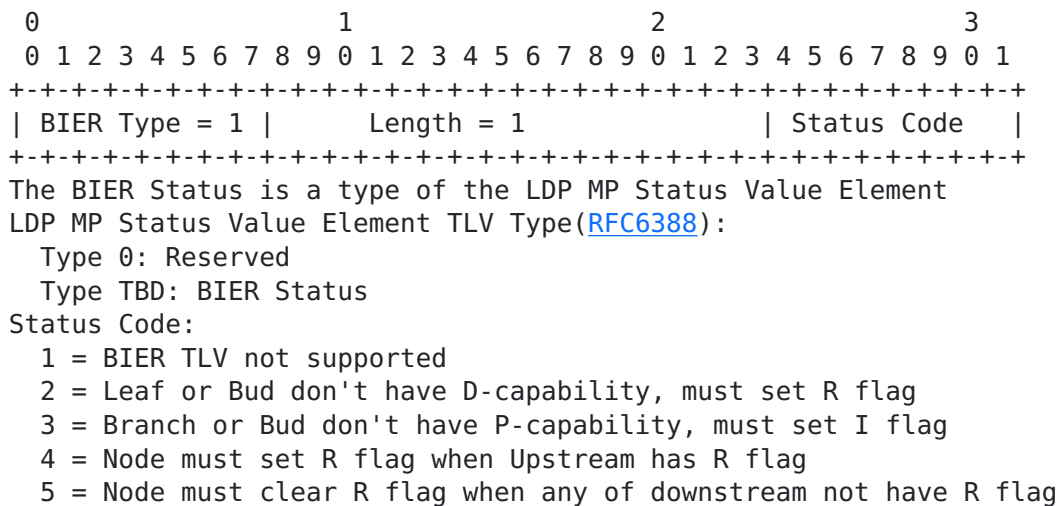 0                   1                   2                   3
 0 1 2 3 4 5 6 7 8 9 0 1 2 3 4 5 6 7 8 9 0 1 2 3 4 5 6 7 8 9 0 1
+-+-+-+-+-+-+-+-+-+-+-+-+-+-+-+-+-+-+-+-+-+-+-+-+-+-+-+-+-+-+-+-+
| BIER Type = 1 |      Length = 1               | Status Code   |
+-+-+-+-+-+-+-+-+-+-+-+-+-+-+-+-+-+-+-+-+-+-+-+-+-+-+-+-+-+-+-+-+
The BIER Status is a type of the LDP MP Status Value Element
LDP MP Status Value Element TLV Type(RFC6388):
  Type 0: Reserved
  Type TBD: BIER Status
Status Code:
  1 = BIER TLV not supported
  2 = Leaf or Bud don't have D-capability, must set R flag
  3 = Branch or Bud don't have P-capability, must set I flag
  4 = Node must set R flag when Upstream has R flag
  5 = Node must clear R flag when any of downstream not have R flag